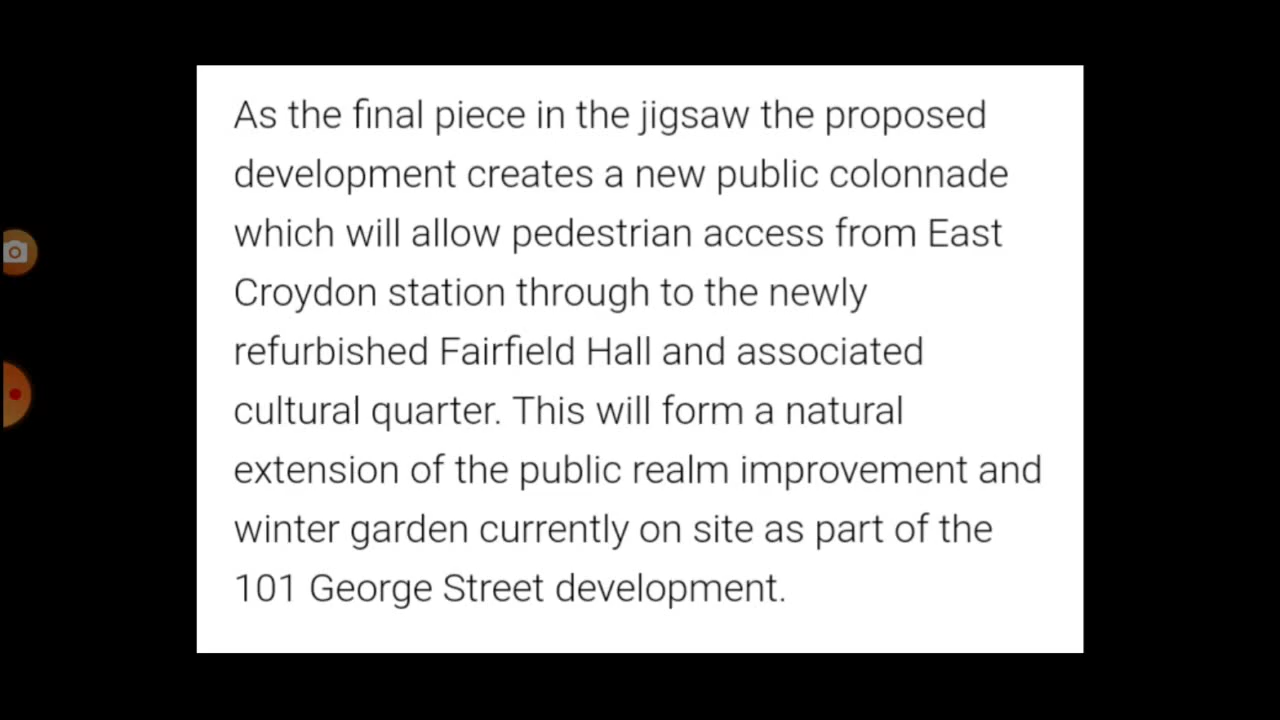 As the final piece in the jigsaw the proposed
development creates a new public colonnade
which will allow pedestrian access from East
Croydon station through to the newly
refurbished Fairfield Hall and associated
cultural quarter. This will form a natural
extension of the public realm improvement and
winter garden currently on site as part of the
101 George Street development.